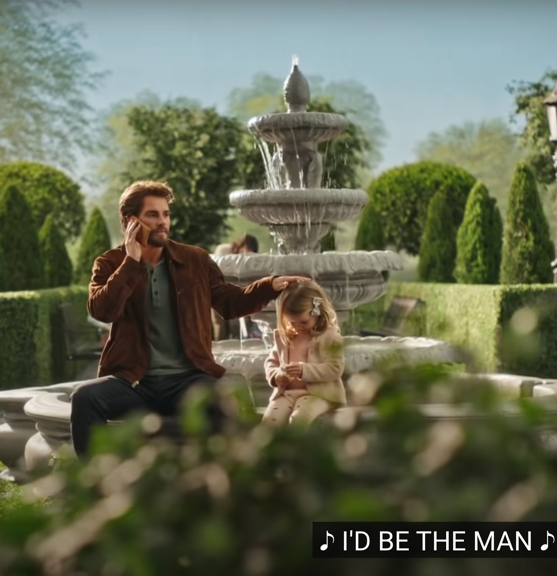 ♪ I'D BE THE MAN ♪